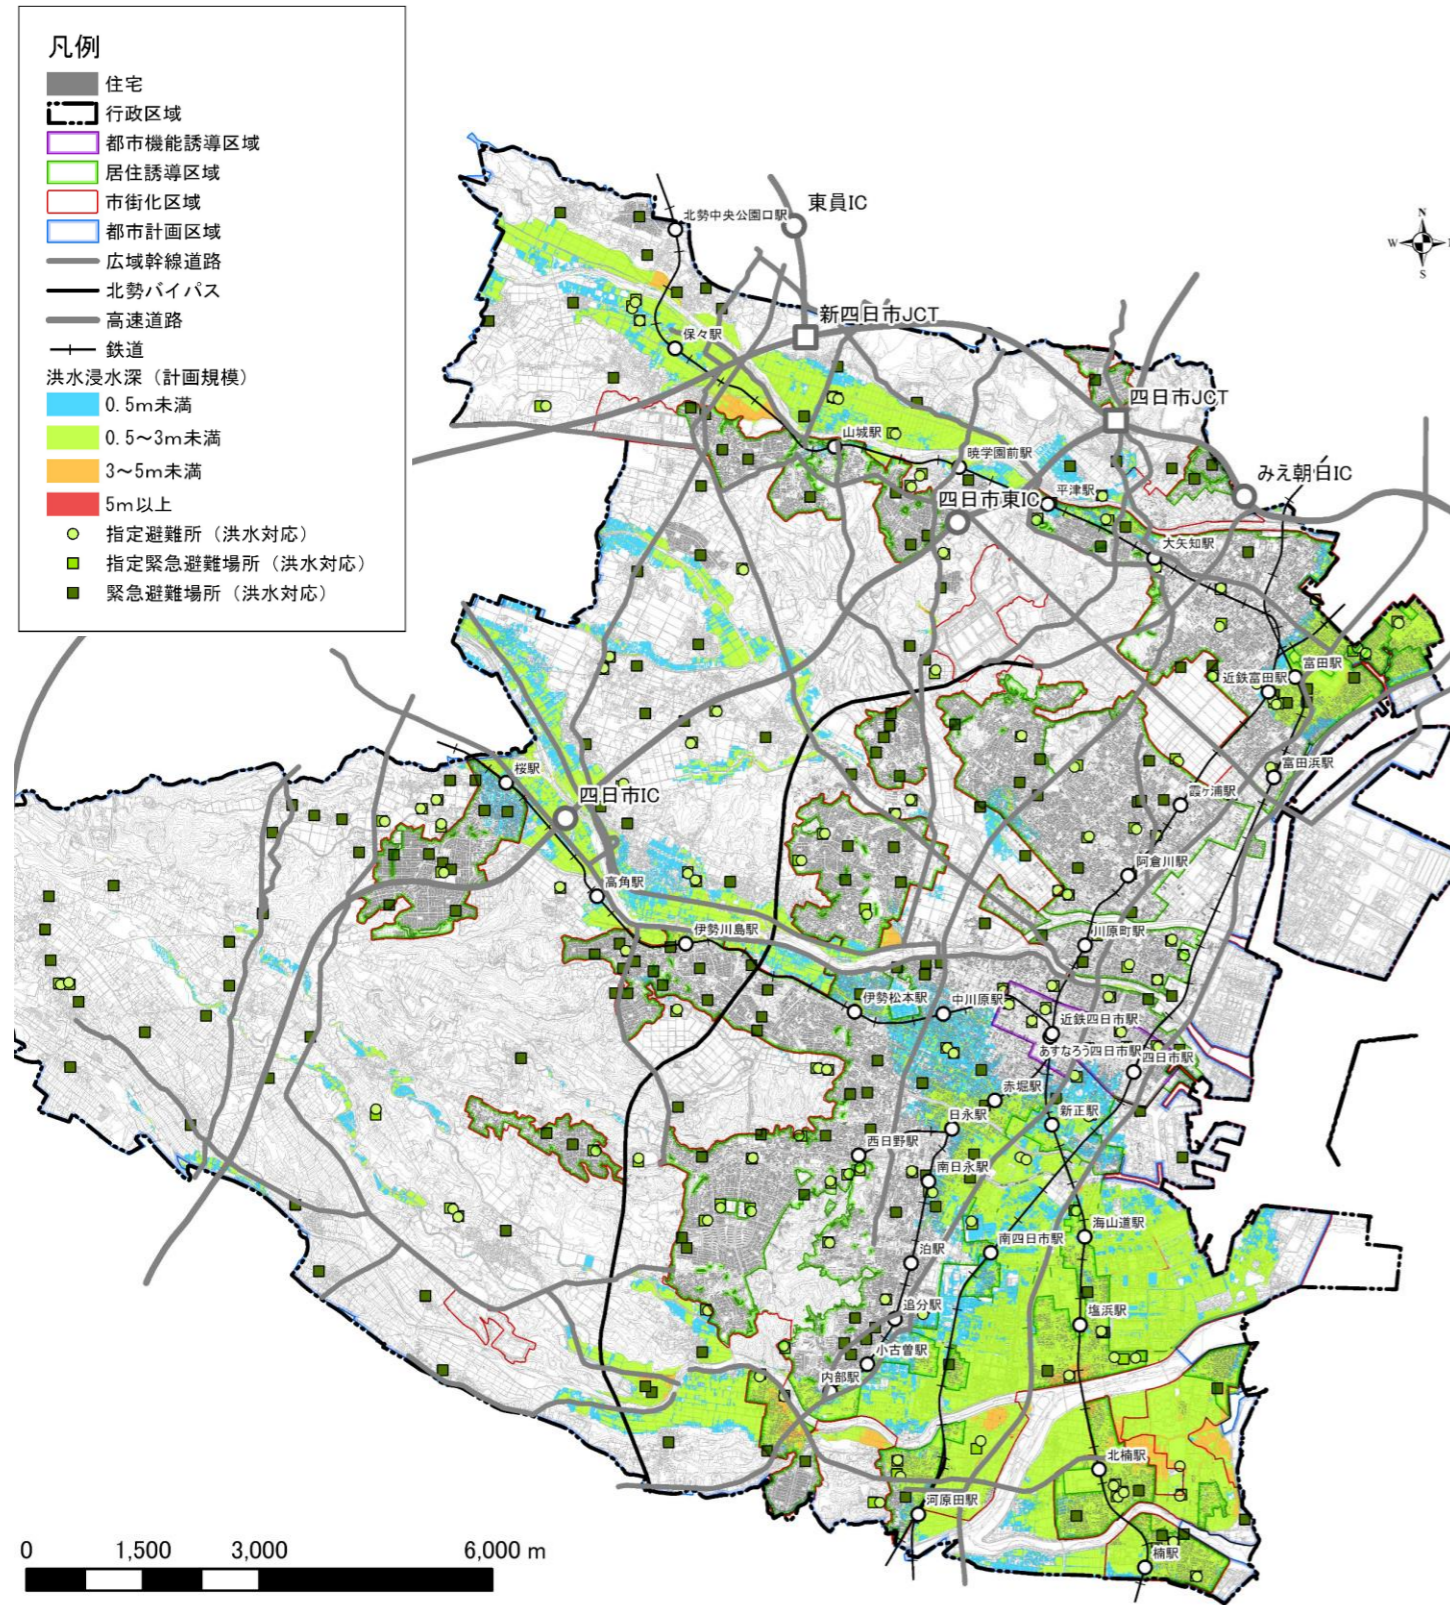 凡例
住宅
行政区域
都市機能誘導区域
居住誘導区域
市街化区域
都市計画区域
広域幹線道路
北勢バイパス
高速道路
鉄道
洪水浸水深（計画規模）
0.5m未満
0.5～3m未満
3～5m未満
5m以上
指定避難所（洪水対応）
指定緊急避難場所（洪水対応）
緊急避難場所（洪水対応）
北勢中央公園口駅
東員IC
N
W
S
新四日市JCT
保々駅
四日市JCT
山城駅
暁学園前駅
みえ朝日IC
平津駅
四日市東IC
大矢知駅
富田駅
近鉄富田駅
富田浜駅
桜駅
四日市IC
霞ヶ浦駅
阿倉川駅
高角駅
伊勢川島駅
川原町駅
伊勢松本駅
中川原駅
近鉄四日市駅
あすなろう四日市駅
四日市駅
赤堀駅
日永駅
新正駅
西日野駅
南日永駅
海山道駅
南四日市駅
泊駅
追分駅
塩浜駅
小古曽駅
内部駅
北楠駅
河原田駅
楠駅
0
1,500
3,000
6,000 m